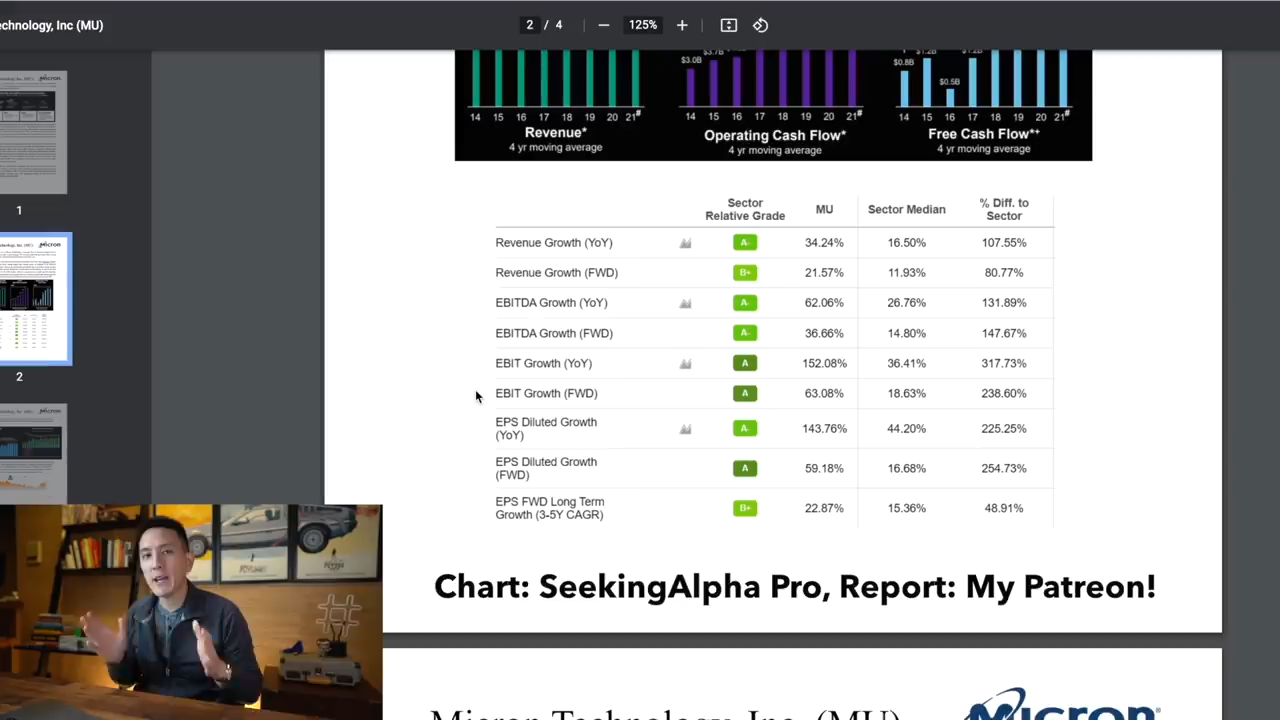 echnology, Inc (MU)
2 / 4
125%
$3.0B
$0.8B
$0.5B
14 15 16 17 18 19 20 21#
14 15 16 17 18 19 20 21#
14 15 16 17 18 19 20 21#
Revenue*
4 yr moving average
Operating Cash Flow*
4 yr moving average
Free Cash Flow**
4 yr moving average
Sector Relative Grade MU Sector Median % Diff. to Sector
Revenue Growth (YoY) A- 34.24% 16.50% 107.55%
Revenue Growth (FWD) B+ 21.57% 11.93% 80.77%
EBITDA Growth (YoY) A- 62.06% 26.76% 131.89%
EBITDA Growth (FWD) A- 36.66% 14.80% 147.67%
EBIT Growth (YoY) A 152.08% 36.41% 317.73%
EBIT Growth (FWD) A 63.08% 18.63% 238.60%
EPS Diluted Growth (YoY) A- 143.76% 44.20% 225.25%
EPS Diluted Growth (FWD) A 59.18% 16.68% 254.73%
EPS FWD Long Term Growth (3-5Y CAGR) B+ 22.87% 15.36% 48.91%
Chart: SeekingAlpha Pro, Report: My Patreon!
Micron Technology, Inc. (MU)
Micron
1
2